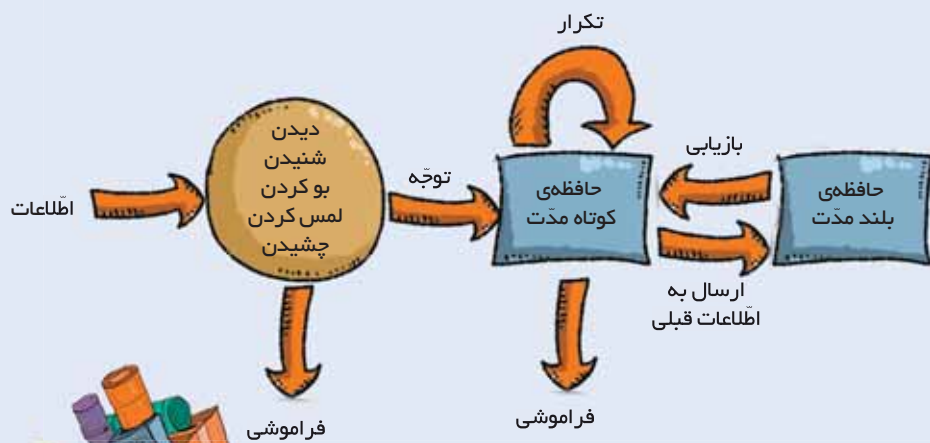 تکرار
دیدن
شنیدن
بو کردن
لمس کردن
چشیدن
توجّه
بازیابی
حافظه‌ی
کوتاه مدّت
حافظه‌ی
بلند مدّت
اطّلاعات
ارسال به
اطّلاعات قبلی
فراموشی
فراموشی